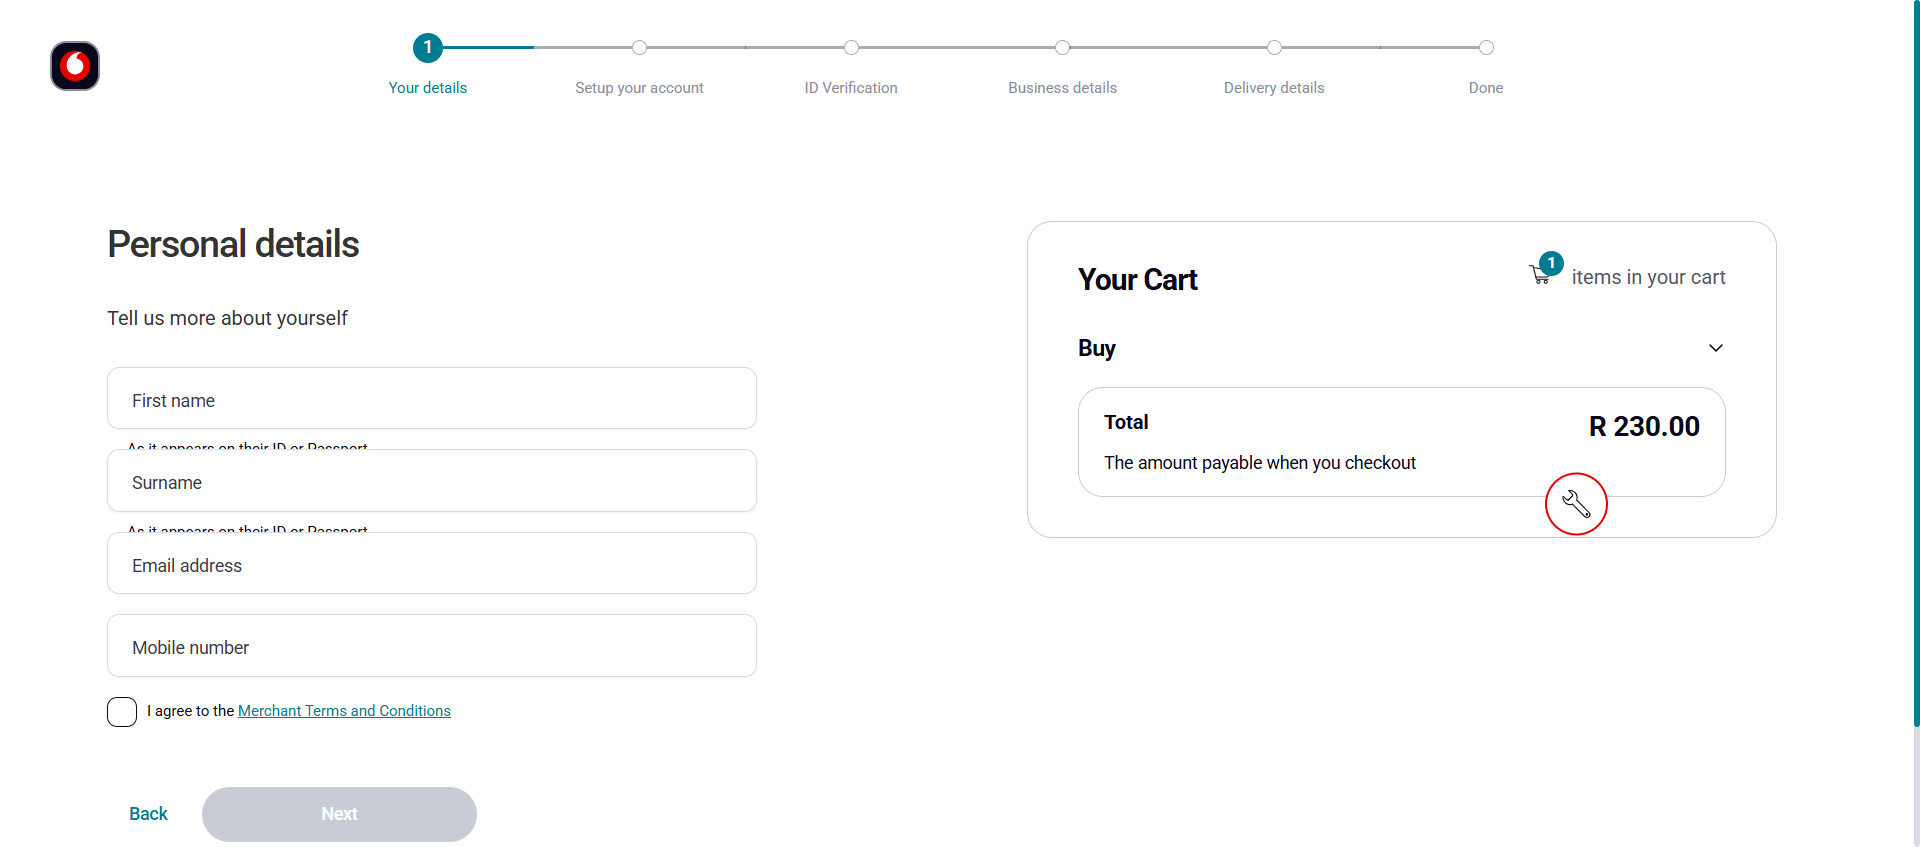 1
Your details
Setup your account
ID Verification
Business details
Delivery details
Done
Personal details
Tell us more about yourself
First name
As it appears on their ID or Passport
Surname
As it appears on their ID or Passport
Email address
Mobile number
I agree to the Merchant Terms and Conditions
Back
Next
Your Cart
1
items in your cart
Buy
Total
R 230.00
The amount payable when you checkout